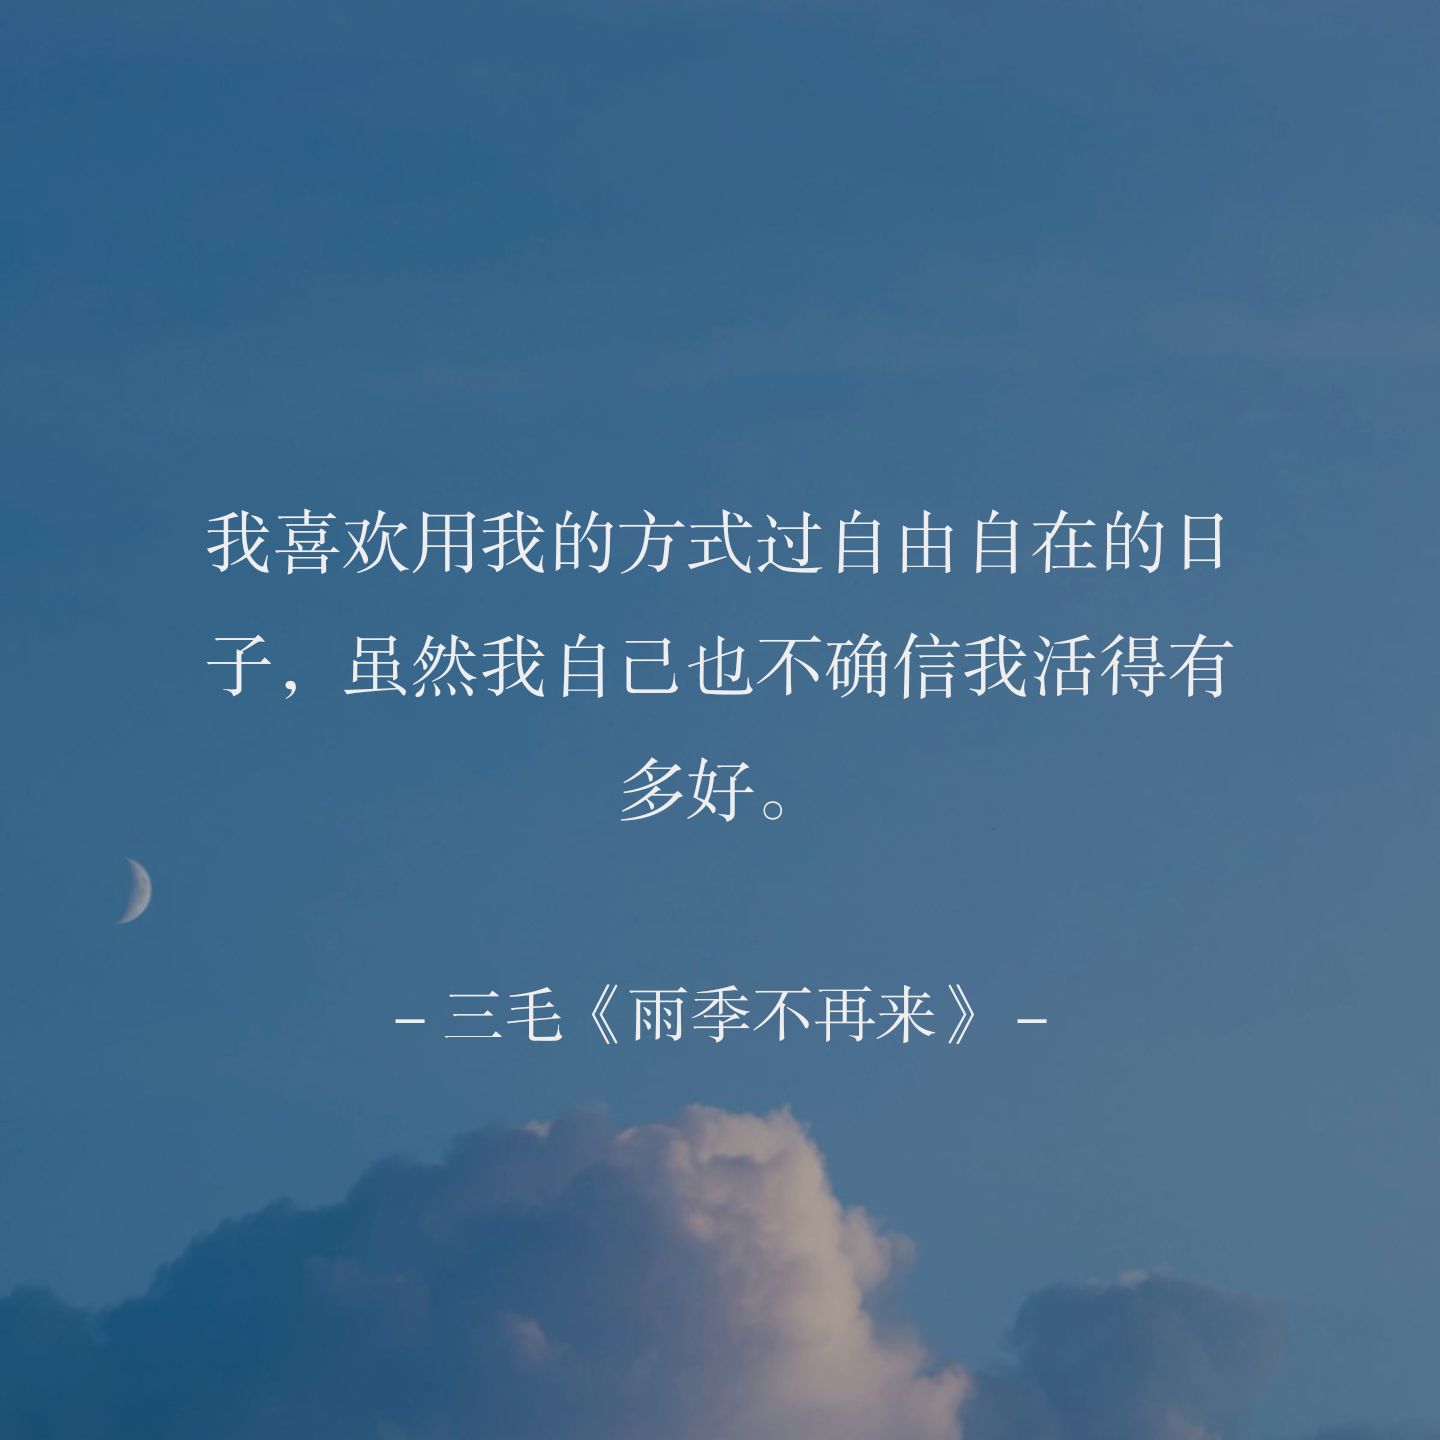 我喜欢用我的方式过自由自在的日
子，虽然我自己也不确信我活得有
多好。
– 三毛《雨季不再来》 –